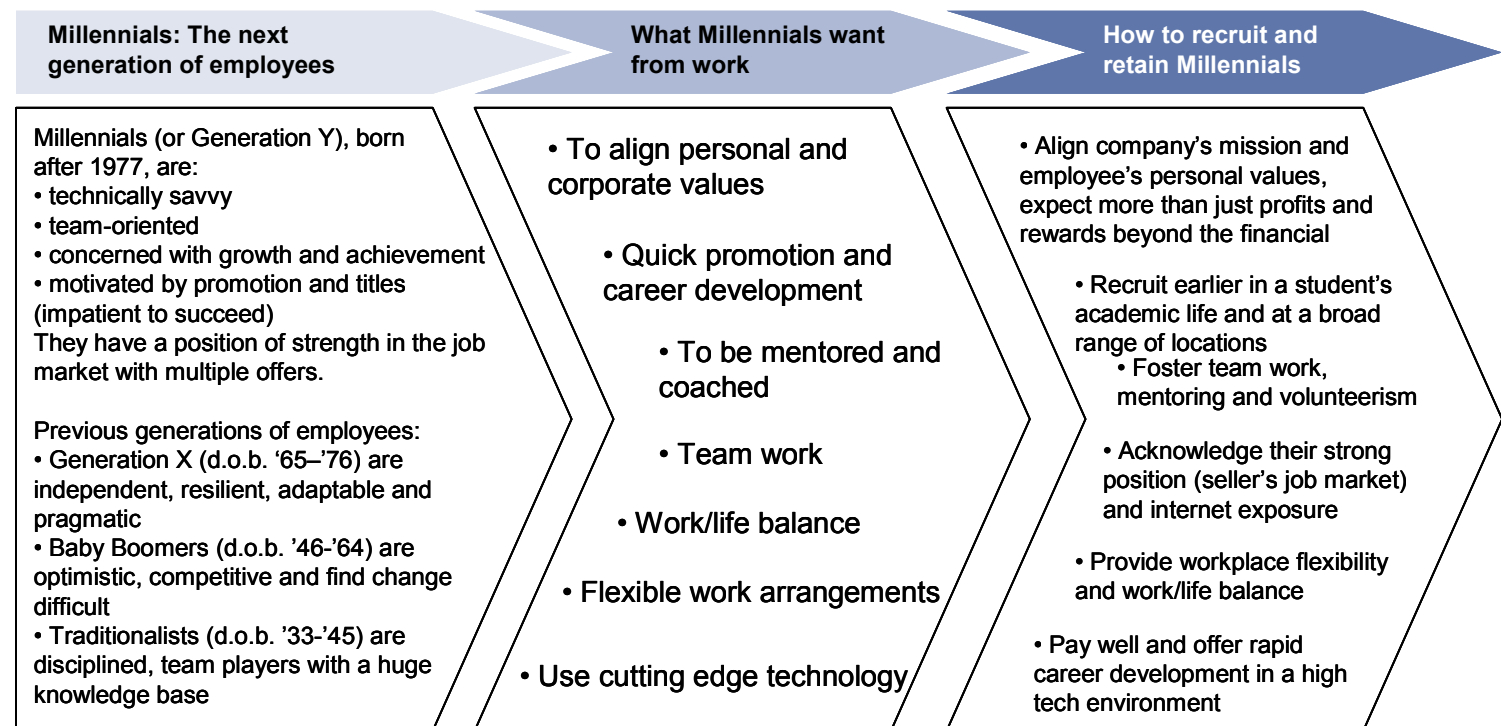 Millennials: The next
generation of employees
Millennials (or Generation Y), born
after 1977, are:
• technically savvy
• team-oriented
• concerned with growth and achievement
• motivated by promotion and titles
(impatient to succeed)
They have a position of strength in the job
market with multiple offers.
Previous generations of employees:
• Generation X (d.o.b. ‘65–’76) are
independent, resilient, adaptable and
pragmatic
• Baby Boomers (d.o.b. ’46-’64) are
optimistic, competitive and find change
difficult
• Traditionalists (d.o.b. ’33-’45) are
disciplined, team players with a huge
knowledge base
What Millennials want
from work
• To align personal and
corporate values
• Quick promotion and
career development
• To be mentored and
coached
• Team work
• Work/life balance
• Flexible work arrangements
• Use cutting edge technology
How to recruit and
retain Millennials
• Align company’s mission and
employee’s personal values,
expect more than just profits and
rewards beyond the financial
• Recruit earlier in a student’s
academic life and at a broad
range of locations
• Foster team work,
mentoring and volunteerism
• Acknowledge their strong
position (seller’s job market)
and internet exposure
• Provide workplace flexibility
and work/life balance
• Pay well and offer rapid
career development in a high
tech environment